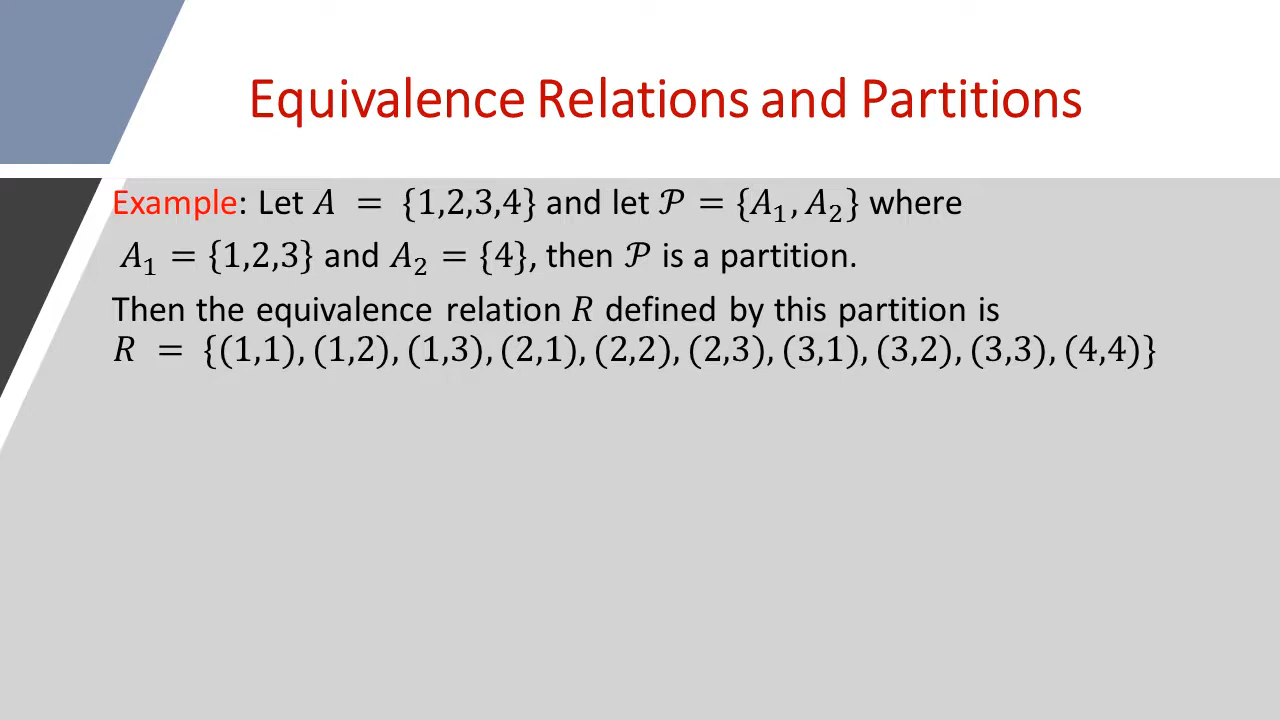 Equivalence Relations and Partitions
Example: Let 𝐴 = {1,2,3,4} and let 𝒫 = {𝐴₁, 𝐴₂} where
𝐴₁ = {1,2,3} and 𝐴₂ = {4}, then 𝒫 is a partition.
Then the equivalence relation 𝑅 defined by this partition is
𝑅 = {(1,1), (1,2), (1,3), (2,1), (2,2), (2,3), (3,1), (3,2), (3,3), (4,4)}